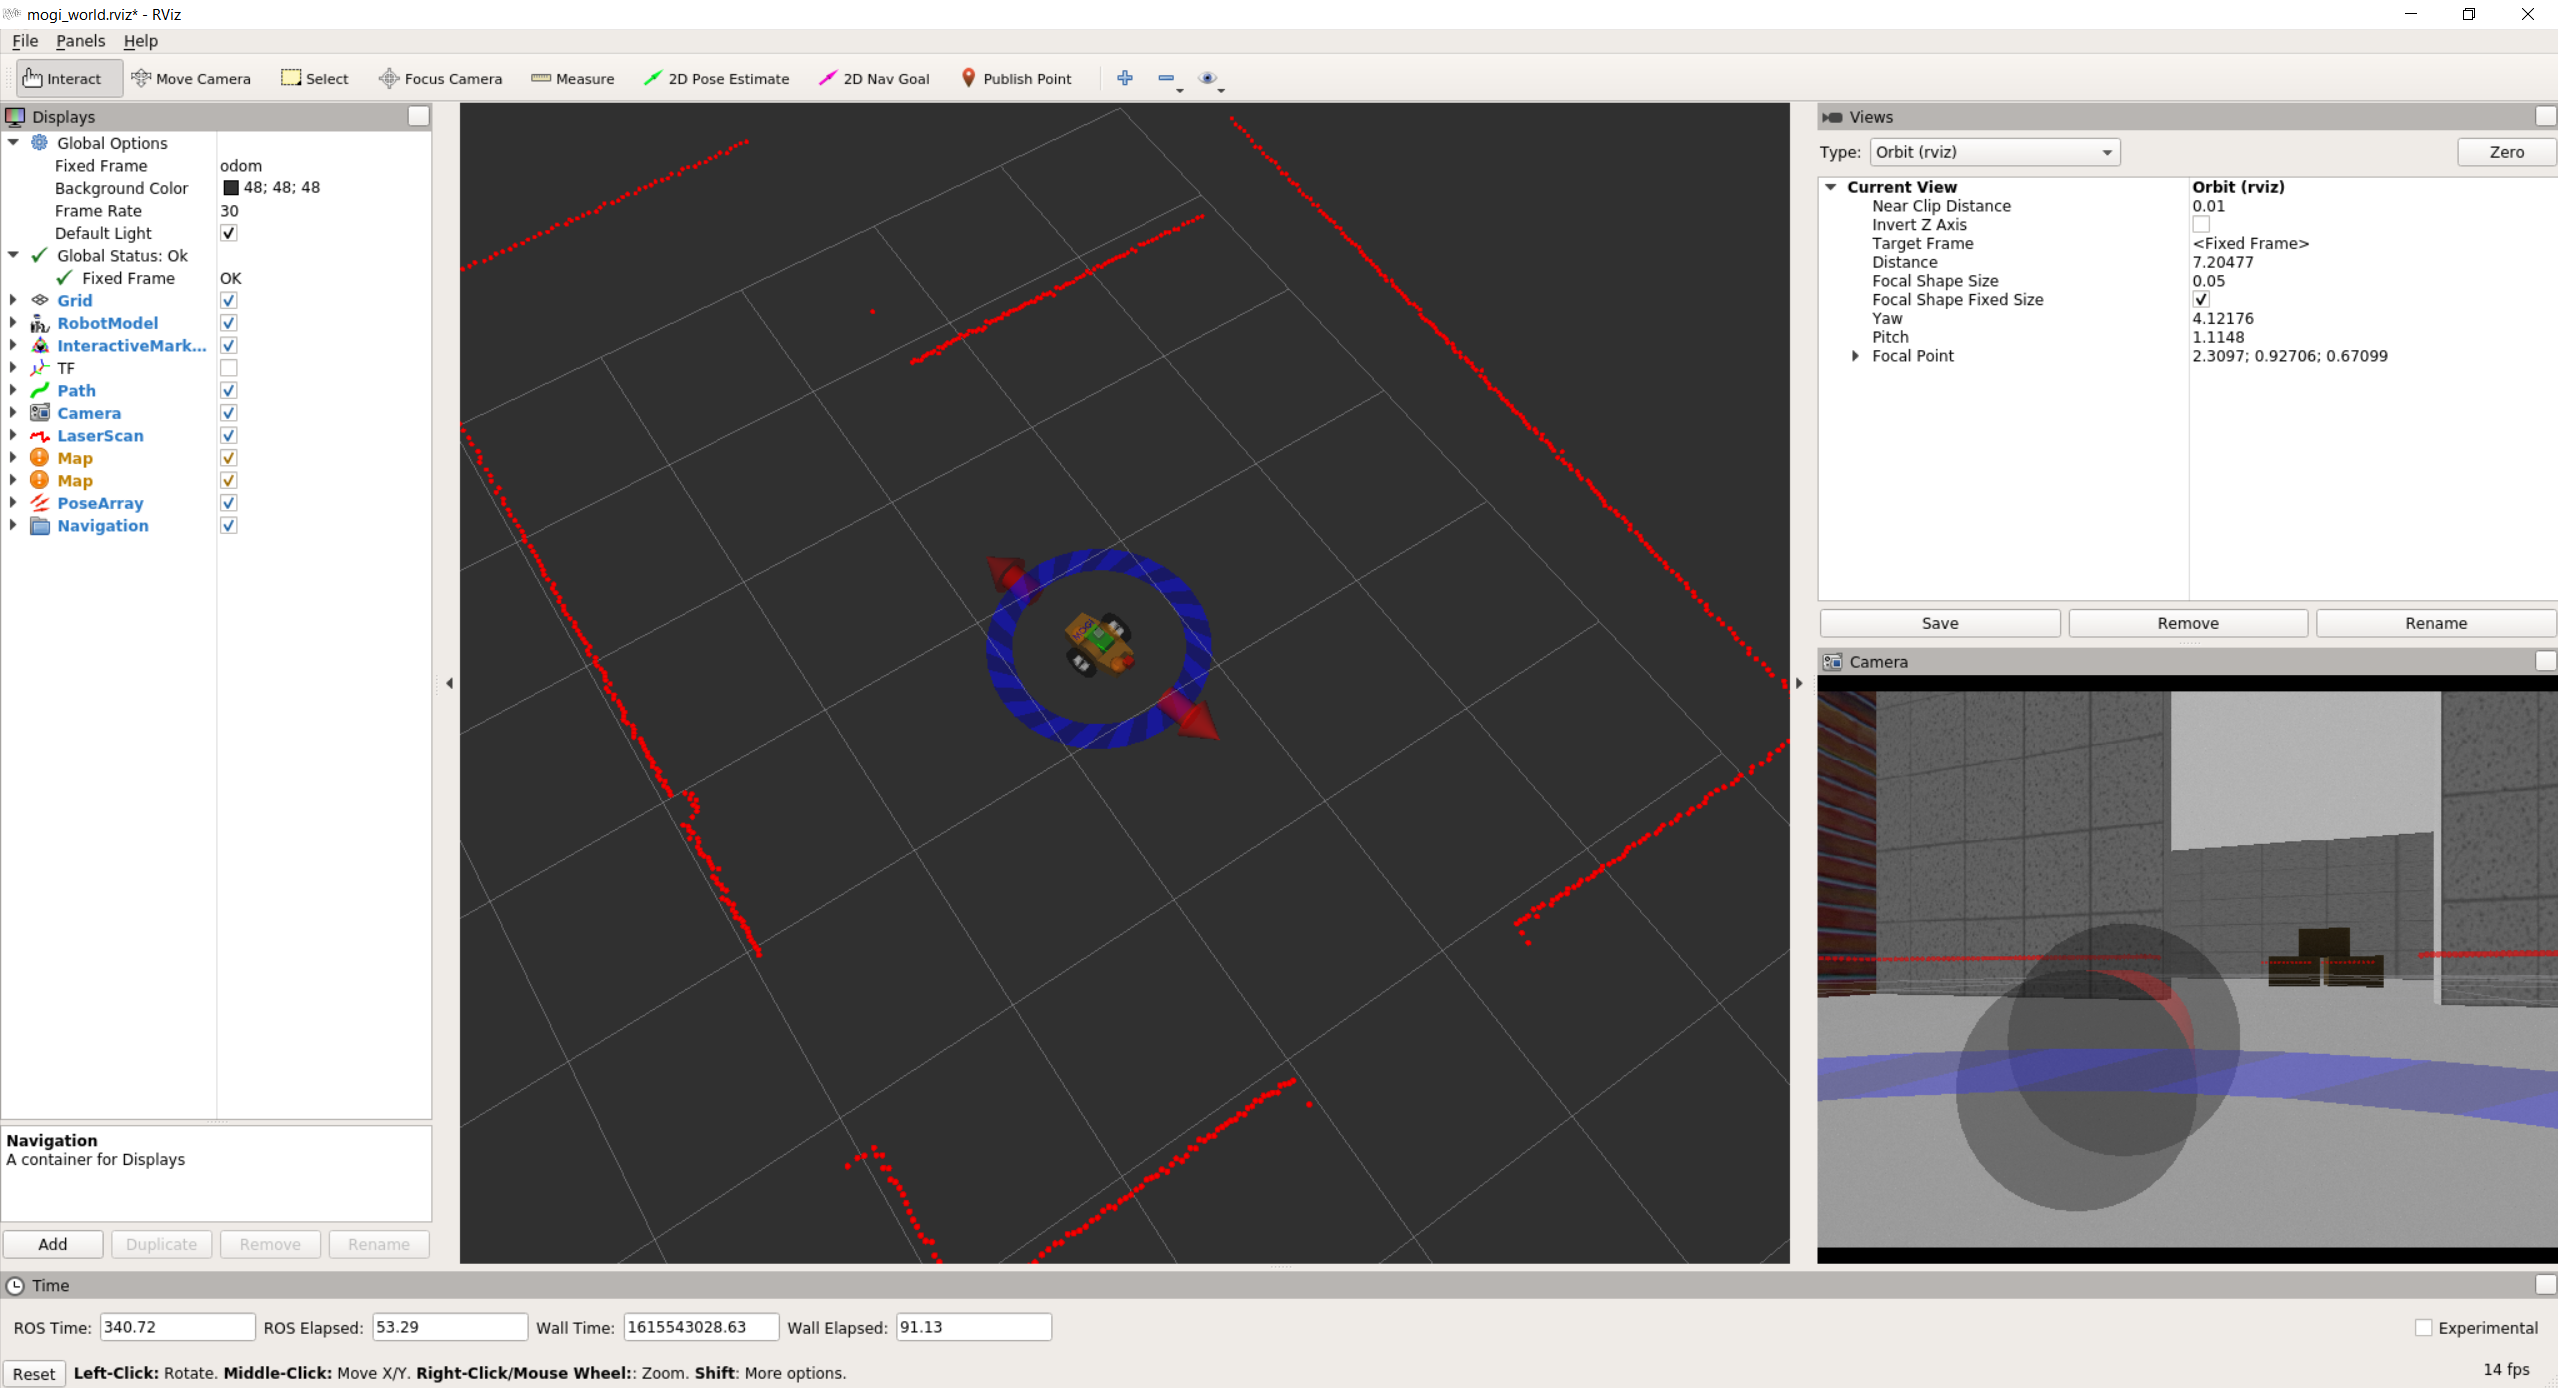 mogi_world.rviz* - RViz
File Panels Help
Interact Move Camera Select Focus Camera Measure 2D Pose Estimate 2D Nav Goal Publish Point
Displays
Global Options
Fixed Frame odom
Background Color 48; 48; 48
Frame Rate 30
Default Light
Global Status: Ok
Fixed Frame OK
Grid
RobotModel
InteractiveMark...
TF
Path
Camera
LaserScan
Map
Map
PoseArray
Navigation
Navigation
A container for Displays
Add Duplicate Remove Rename
MOGI
Views
Type: Orbit (rviz) Zero
Current View Orbit (rviz)
Near Clip Distance 0.01
Invert Z Axis
Target Frame <Fixed Frame>
Distance 7.20477
Focal Shape Size 0.05
Focal Shape Fixed Size
Yaw 4.12176
Pitch 1.1148
Focal Point 2.3097; 0.92706; 0.67099
Save Remove Rename
Camera
Time
ROS Time: 340.72 ROS Elapsed: 53.29 Wall Time: 1615543028.63 Wall Elapsed: 91.13 Experimental
Reset Left-Click: Rotate. Middle-Click: Move X/Y. Right-Click/Mouse Wheel:: Zoom. Shift: More options. 14 fps